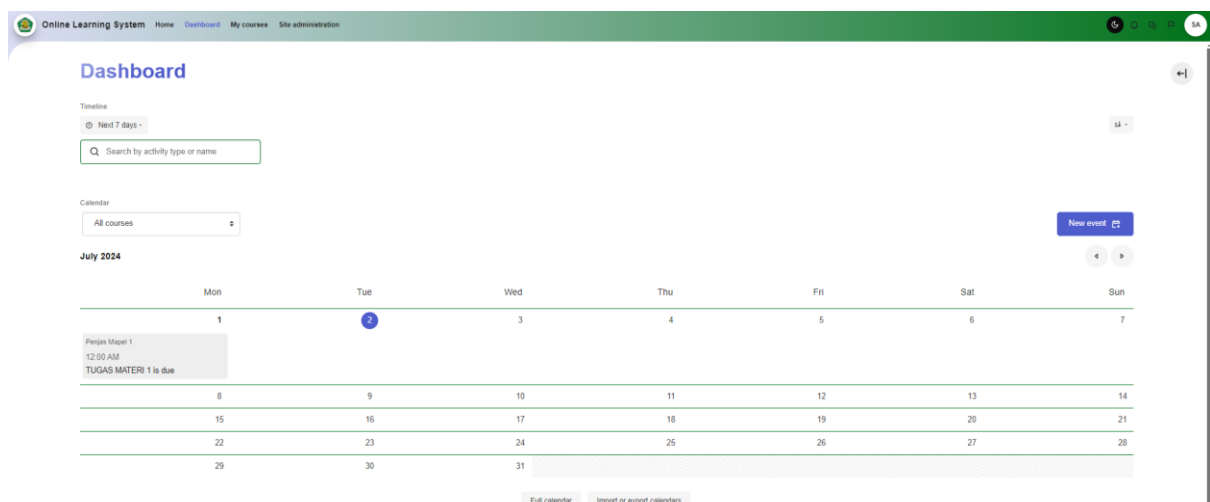 Online Learning System Home Dashboard My courses Site administration SA
Dashboard
Timeline
Next 7 days
Search by activity type or name
Calendar
All courses
New event
July 2024
Mon Tue Wed Thu Fri Sat Sun
1 2 3 4 5 6 7
Penjas Mapel 1
12:00 AM
TUGAS MATERI 1 is due
8 9 10 11 12 13 14
15 16 17 18 19 20 21
22 23 24 25 26 27 28
29 30 31
Full calendar Import or export calendars